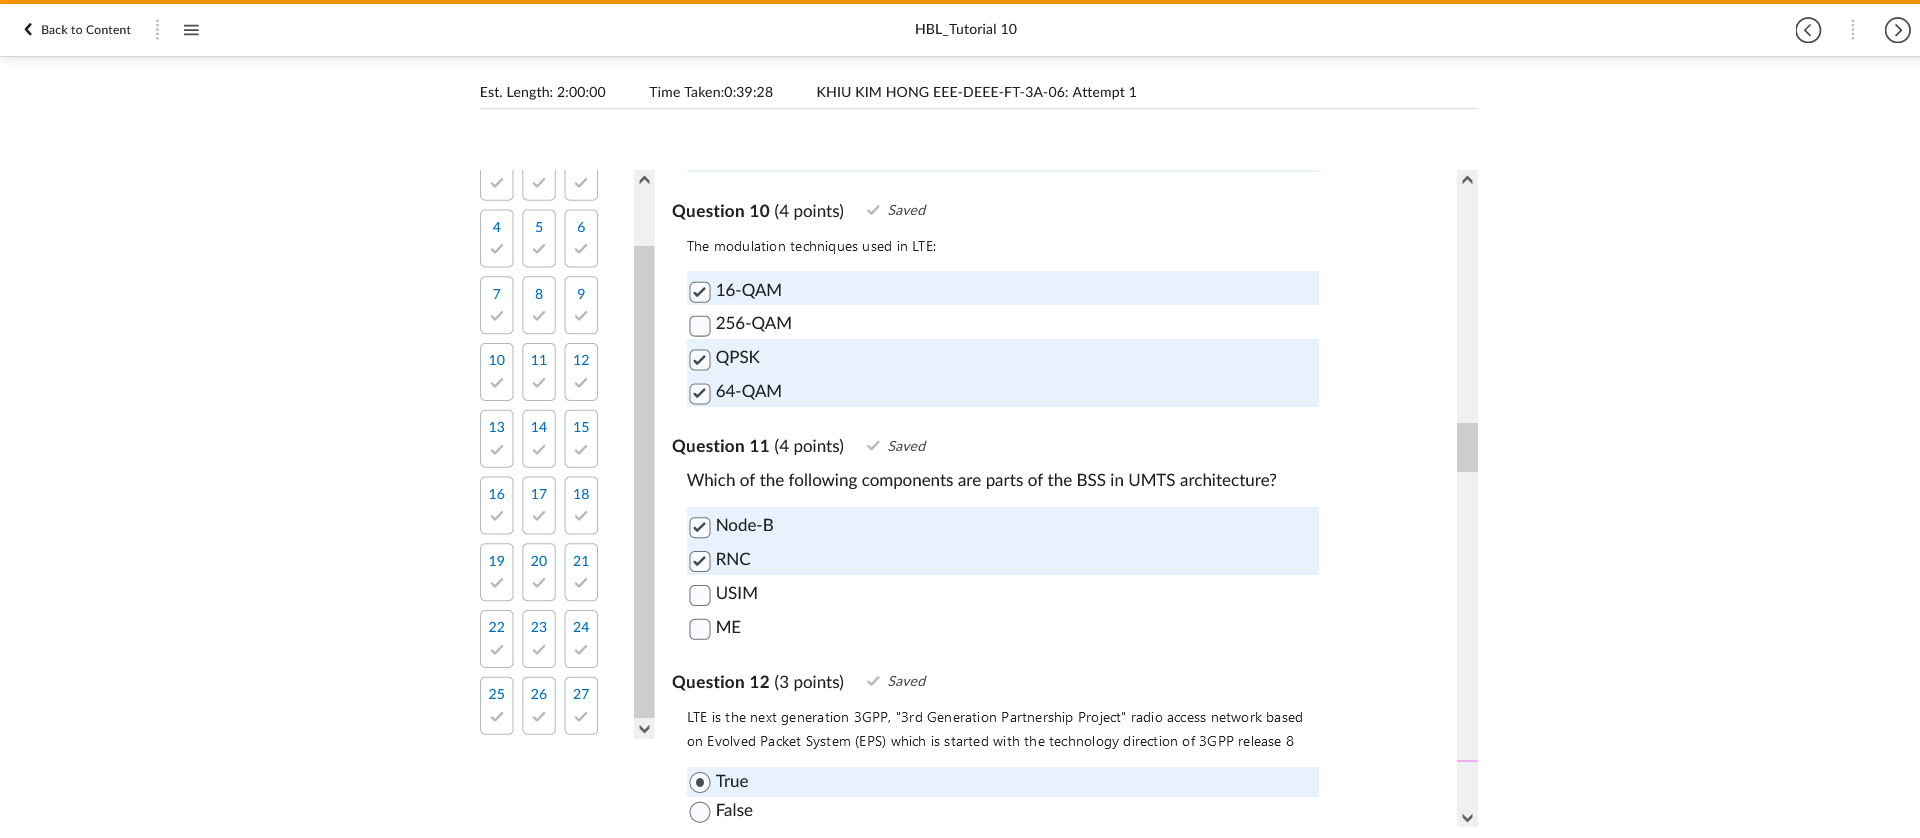 Back to Content
HBL_Tutorial 10
Est. Length: 2:00:00 Time Taken:0:39:28 KHIU KIM HONG EEE-DEEE-FT-3A-06: Attempt 1
4 5 6
7 8 9
10 11 12
13 14 15
16 17 18
19 20 21
22 23 24
25 26 27
Question 10 (4 points) Saved
The modulation techniques used in LTE:
16-QAM
256-QAM
QPSK
64-QAM
Question 11 (4 points) Saved
Which of the following components are parts of the BSS in UMTS architecture?
Node-B
RNC
USIM
ME
Question 12 (3 points) Saved
LTE is the next generation 3GPP, "3rd Generation Partnership Project" radio access network based
on Evolved Packet System (EPS) which is started with the technology direction of 3GPP release 8
True
False